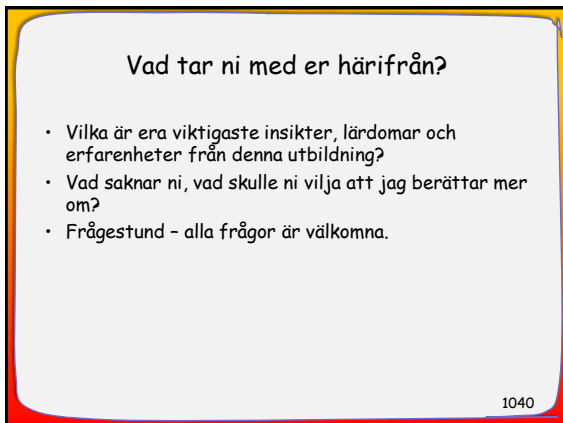 Vad tar ni med er härifrån?
• Vilka är era viktigaste insikter, lärdomar och
erfarenheter från denna utbildning?
• Vad saknar ni, vad skulle ni vilja att jag berättar mer
om?
• Frågestund – alla frågor är välkomna.
1040